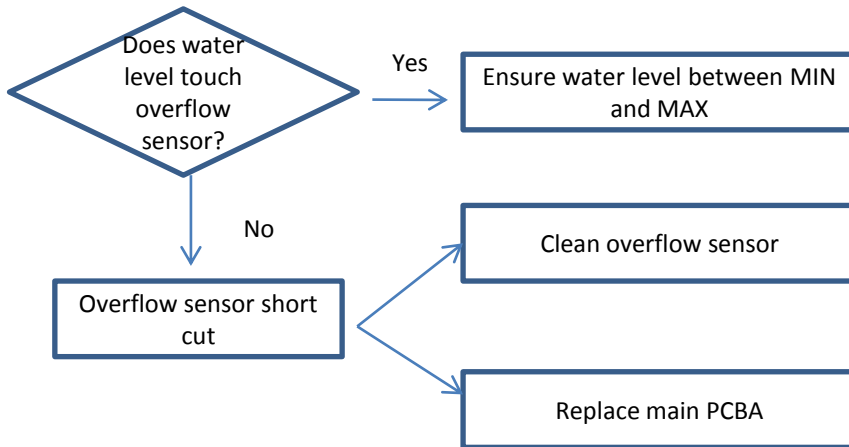 Does water
level touch
overflow
sensor?
Yes
Ensure water level between MIN
and MAX
No
Clean overflow sensor
Overflow sensor short
cut
Replace main PCBA